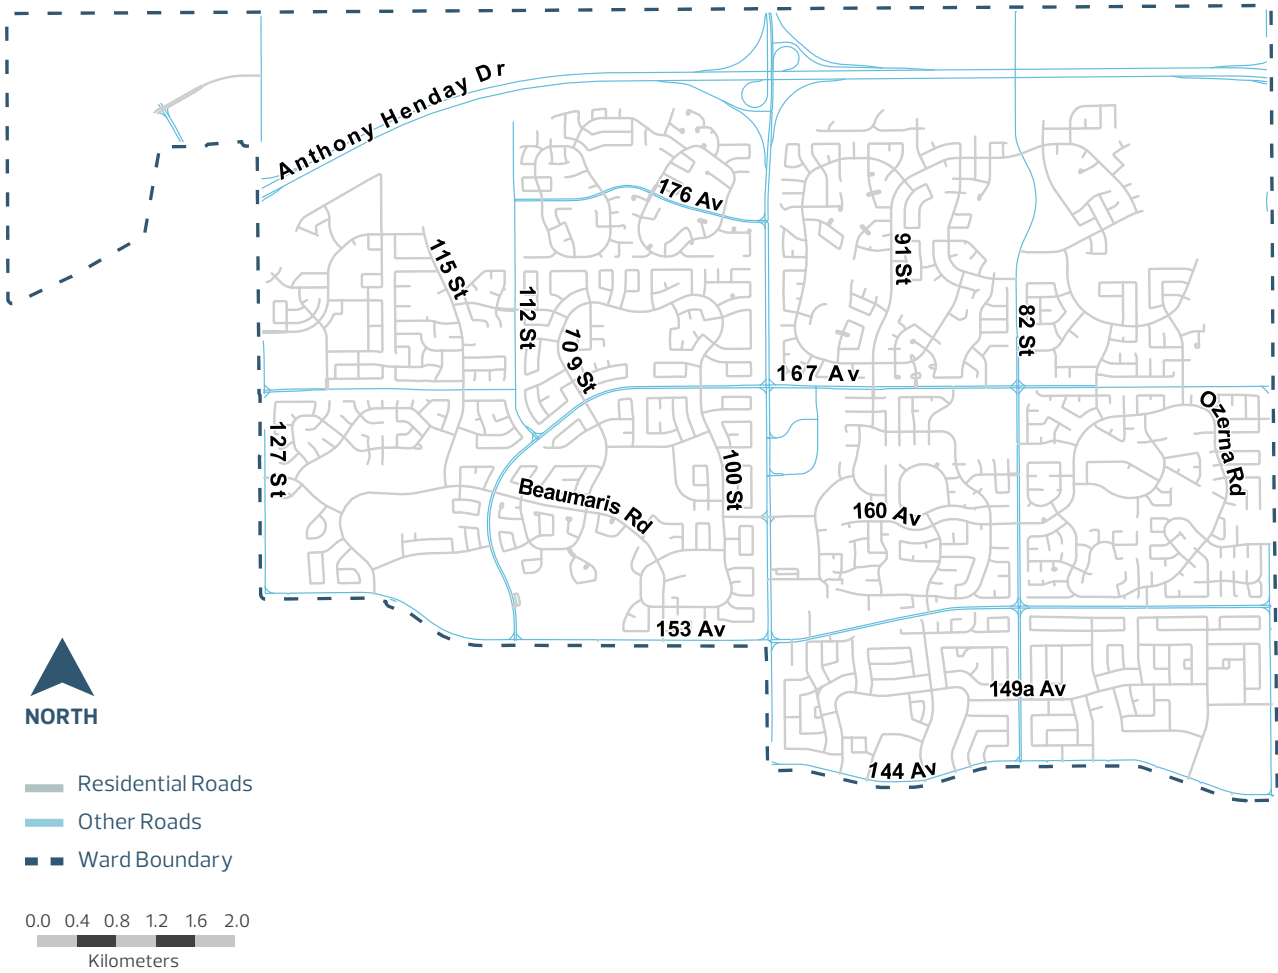 Anthony Henday Dr
176 Av
115 St
91 St
112 St
70 9 St
82 St
167 Av
Ozerna Rd
127 St
100 St
Beaumaris Rd
160 Av
153 Av
149a Av
144 Av
NORTH
Residential Roads
Other Roads
Ward Boundary
0.0 0.4 0.8 1.2 1.6 2.0
Kilometers